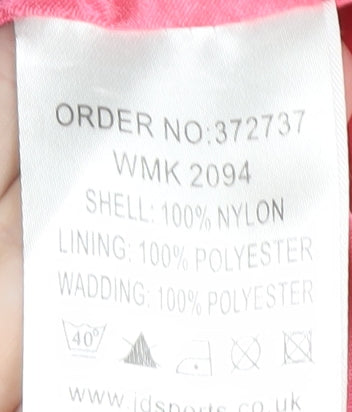 ORDER NO:372737
WMK 2094
SHELL: 100% NYLON
LINING: 100% POLYESTER
WADDING: 100% POLYESTER
40°
www.jdsports.co.uk